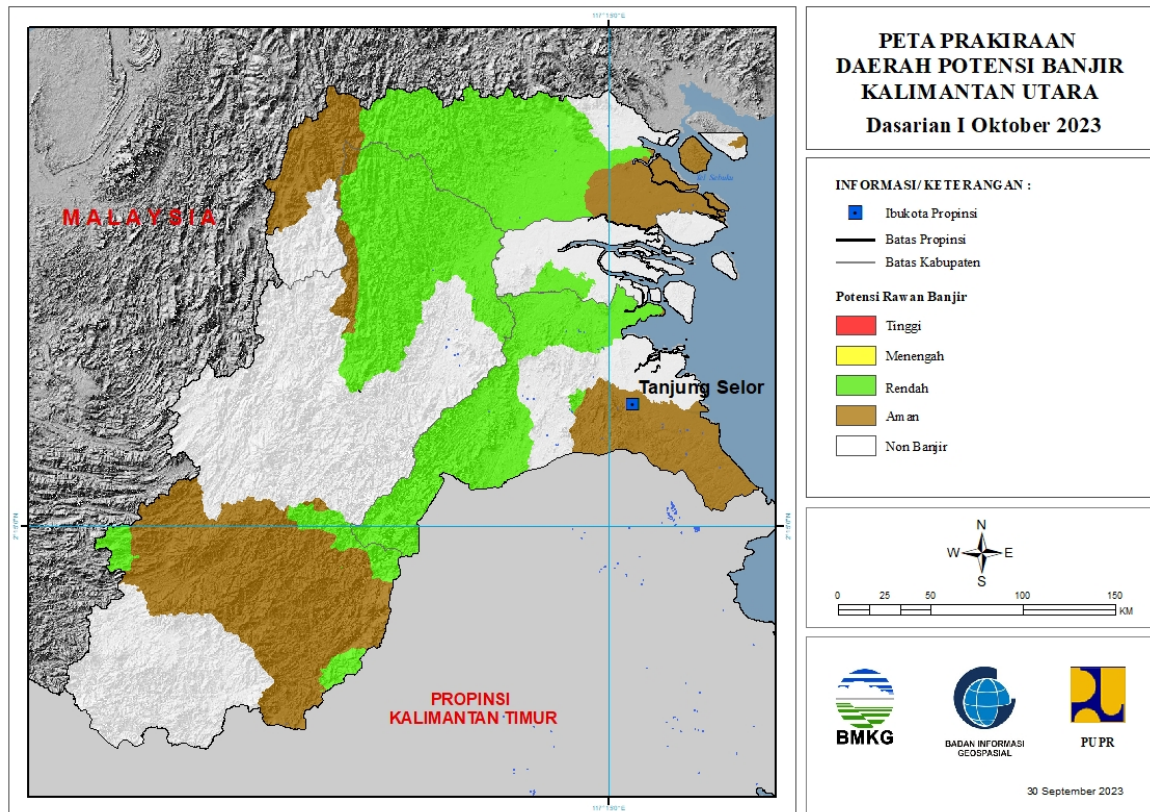 PETA PRAKIRAAN
DAERAH POTENSI BANJIR
KALIMANTAN UTARA
Dasarian I Oktober 2023
INFORMASI/ KETERANGAN :
Ibukota Propinsi
Batas Propinsi
Batas Kabupaten
Potensi Rawan Banjir
Tinggi
Menengah
Rendah
Aman
Non Banjir
N
W E
S
0 25 50 100 150
KM
BMKG
BADAN INFORMASI
GEOSPASIAL
PUPR
30 September 2023
MALAYSIA
Tanjung Selor
PROPINSI
KALIMANTAN TIMUR